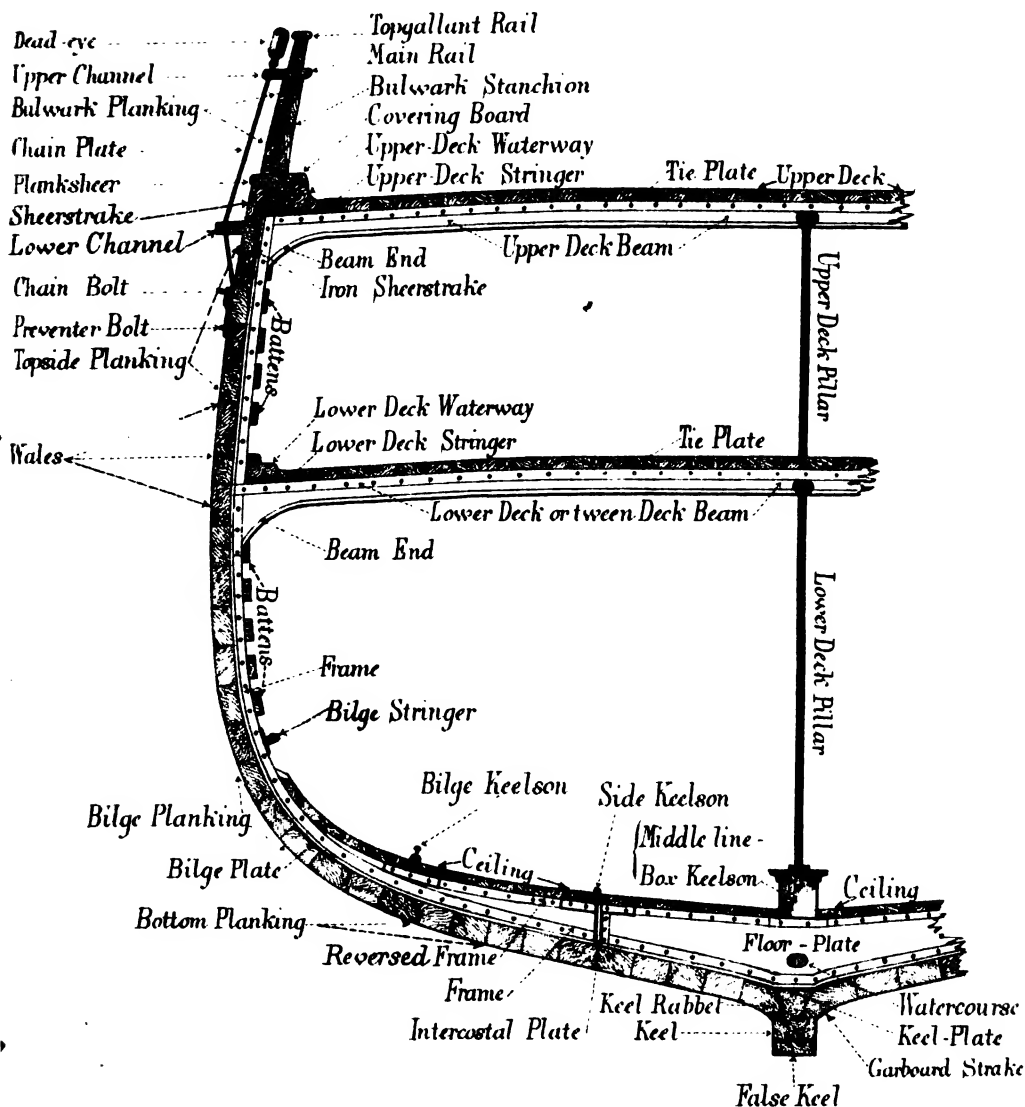 Dead-eye
Upper Channel
Bulwark Planking
Chain Plate
Planksheer
Sheerstrake
Lower Channel
Chain Bolt
Preventer Bolt
Topside Planking
Wales
Topgallant Rail
Main Rail
Bulwark Stanchion
Covering Board
Upper-Deck Waterway
Upper-Deck Stringer
Tie Plate
Upper Deck
Upper Deck Beam
Beam End
Iron Sheerstrake
Battens
Upper Deck Pillar
Lower Deck Waterway
Lower Deck Stringer
Tie Plate
Lower Deck or tween Deck Beam
Beam End
Battens
Lower Deck Pillar
Frame
Bilge Stringer
Bilge Keelson
Side Keelson
Middle line-
Box Keelson
Bilge Planking
Bilge Plate
Ceiling
Ceiling
Bottom Planking
Reversed Frame
Floor-Plate
Frame
Keel Rabbet
Watercourse
Intercostal Plate
Keel
Keel-Plate
Garboard Strake
False Keel